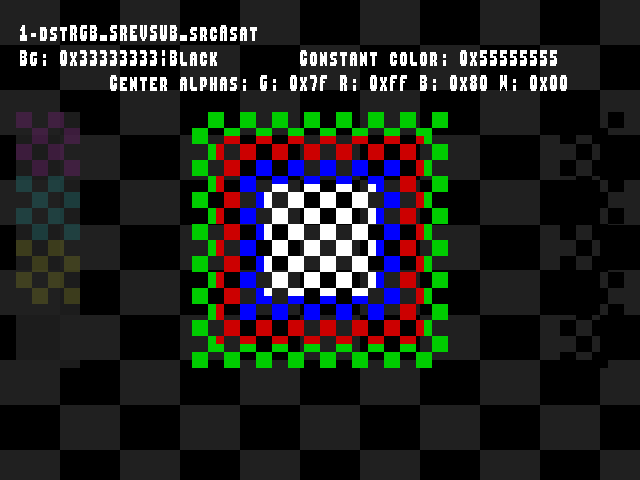 1-dstRGB_SREVSUB_srcAsat
Bg: 0x33333333¦Black Constant color: 0x55555555
Center alphas: G: 0x7f R: 0xff B: 0x80 W: 0x00